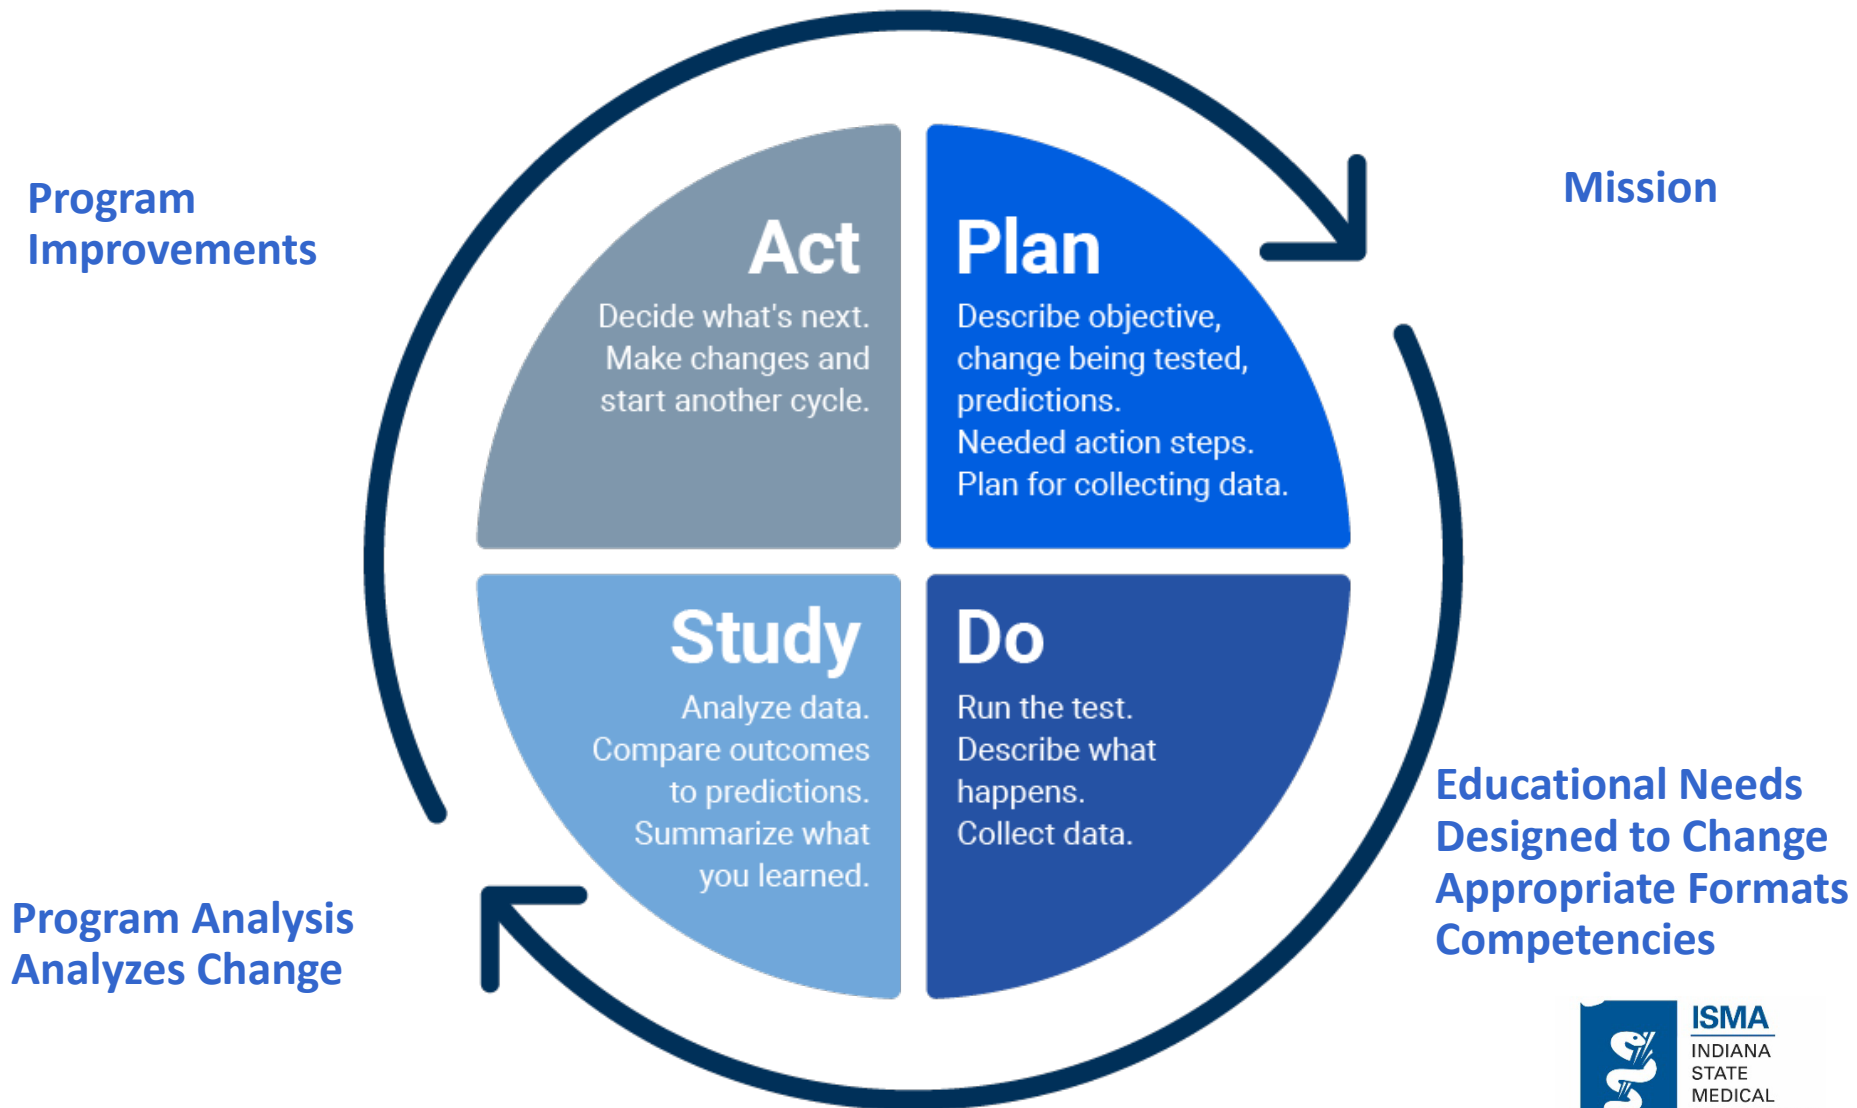 Program
Improvements
Mission
Act
Decide what's next.
Make changes and
start another cycle.
Plan
Describe objective,
change being tested,
predictions.
Needed action steps.
Plan for collecting data.
Study
Analyze data.
Compare outcomes
to predictions.
Summarize what
you learned.
Do
Run the test.
Describe what
happens.
Collect data.
Educational Needs
Designed to Change
Appropriate Formats
Competencies
Program Analysis
Analyzes Change
ISMA
INDIANA
STATE
MEDICAL